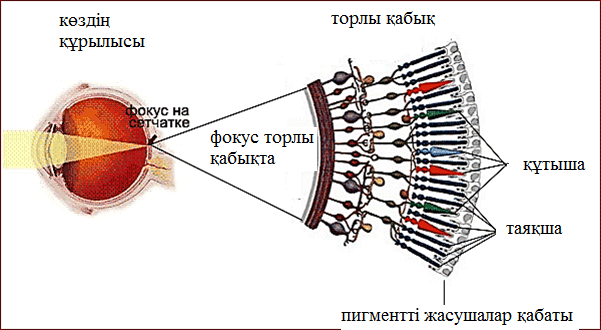 көздің
құрылысы
торлы қабық
фокус на
сетчатке
фокус торлы
қабықта
құтыша
таяқша
пигментті жасушалар қабаты